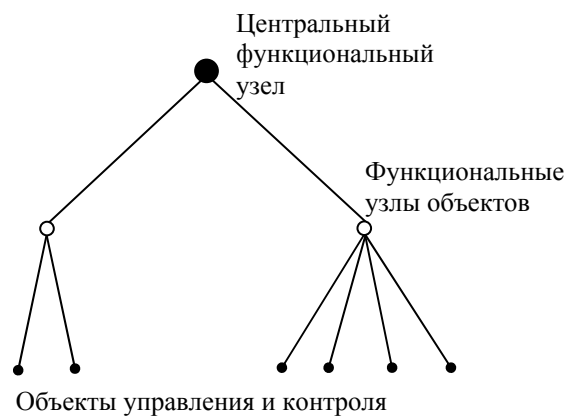 Центральный
функциональный
узел
Функциональные
узлы объектов
Объекты управления и контроля